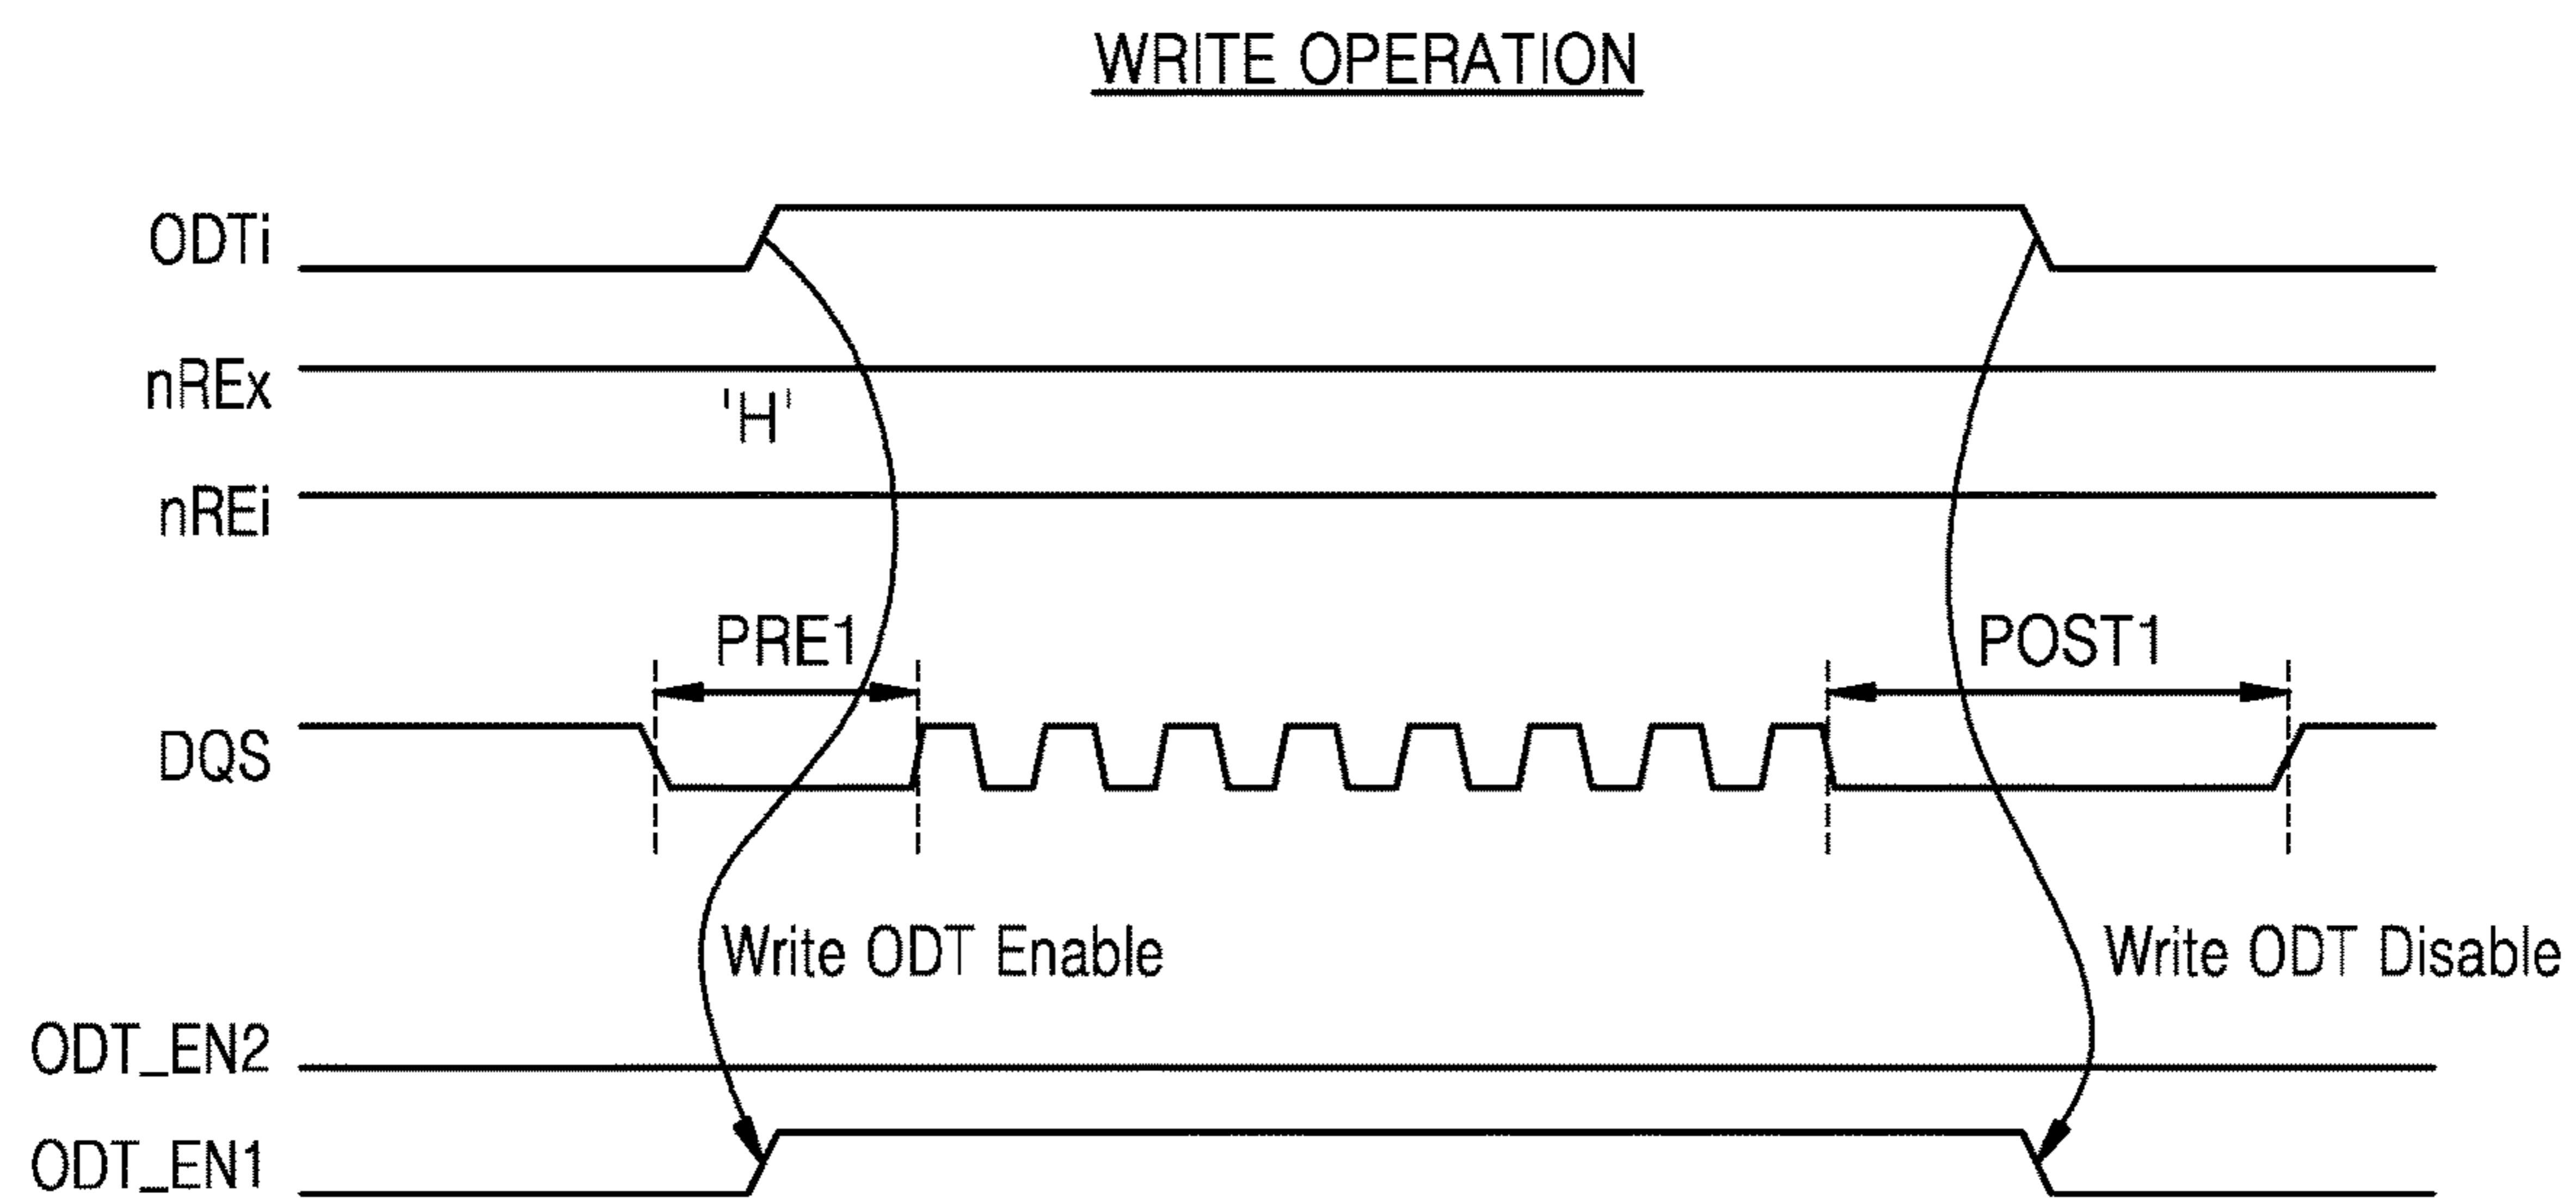 WRITE OPERATION
ODTi
nREx
'H'
nREi
PRE1
POST1
DQS
Write ODT Enable
Write ODT Disable
ODT_EN2
ODT_EN1